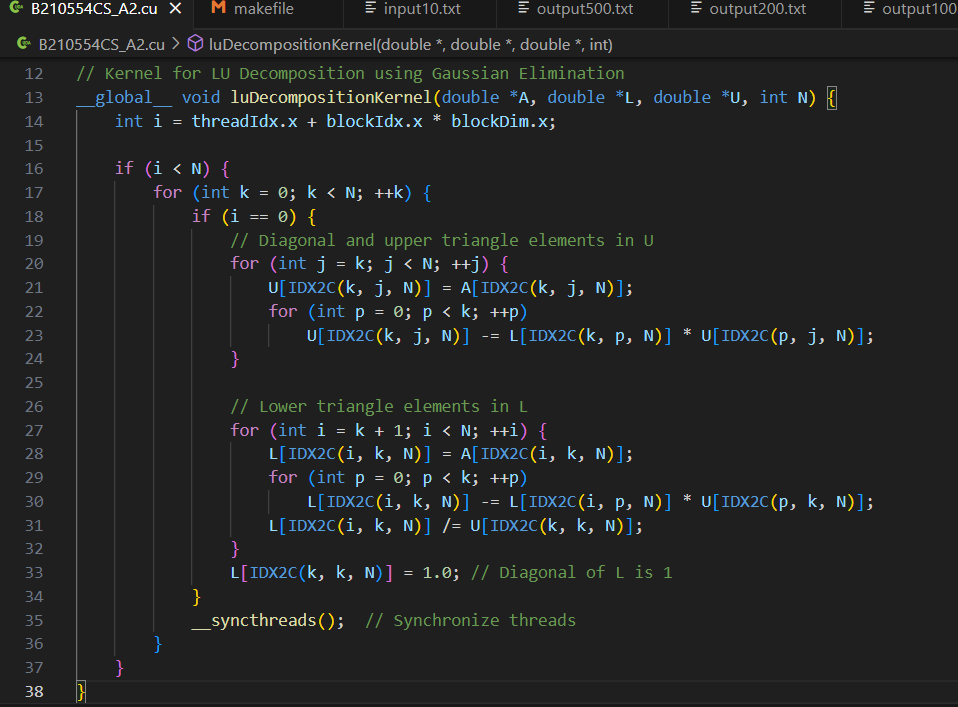 B210554CS_A2.cu × M makefile input10.txt output500.txt output200.txt output100
B210554CS_A2.cu > luDecompositionKernel(double *, double *, double *, int)
12 // Kernel for LU Decomposition using Gaussian Elimination
13 __global__ void luDecompositionKernel(double *A, double *L, double *U, int N) {
14     int i = threadIdx.x + blockIdx.x * blockDim.x;
15
16     if (i < N) {
17         for (int k = 0; k < N; ++k) {
18             if (i == 0) {
19                 // Diagonal and upper triangle elements in U
20                 for (int j = k; j < N; ++j) {
21                     U[IDX2C(k, j, N)] = A[IDX2C(k, j, N)];
22                     for (int p = 0; p < k; ++p)
23                         U[IDX2C(k, j, N)] -= L[IDX2C(k, p, N)] * U[IDX2C(p, j, N)];
24                 }
25
26                 // Lower triangle elements in L
27                 for (int i = k + 1; i < N; ++i) {
28                     L[IDX2C(i, k, N)] = A[IDX2C(i, k, N)];
29                     for (int p = 0; p < k; ++p)
30                         L[IDX2C(i, k, N)] -= L[IDX2C(i, p, N)] * U[IDX2C(p, k, N)];
31                     L[IDX2C(i, k, N)] /= U[IDX2C(k, k, N)];
32                 }
33                 L[IDX2C(k, k, N)] = 1.0; // Diagonal of L is 1
34             }
35             __syncthreads();  // Synchronize threads
36         }
37     }
38 }